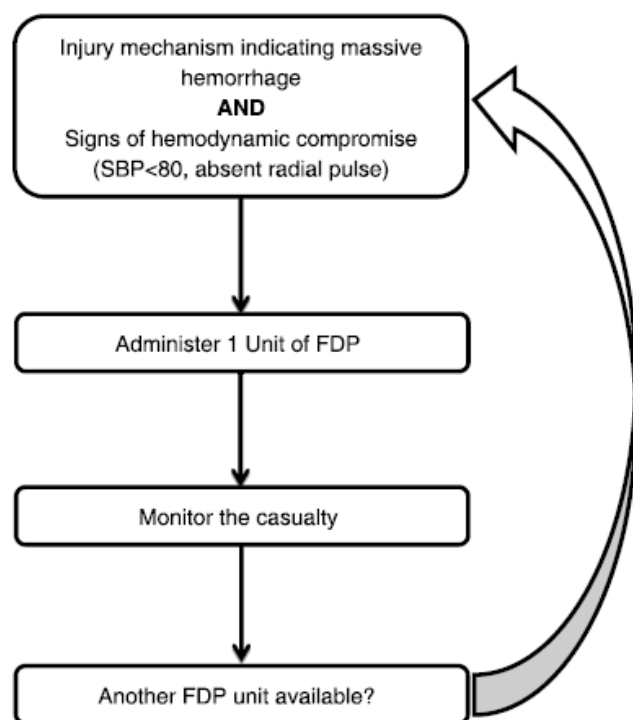 Injury mechanism indicating massive
hemorrhage
AND
Signs of hemodynamic compromise
(SBP<80, absent radial pulse)
Administer 1 Unit of FDP
Monitor the casualty
Another FDP unit available?